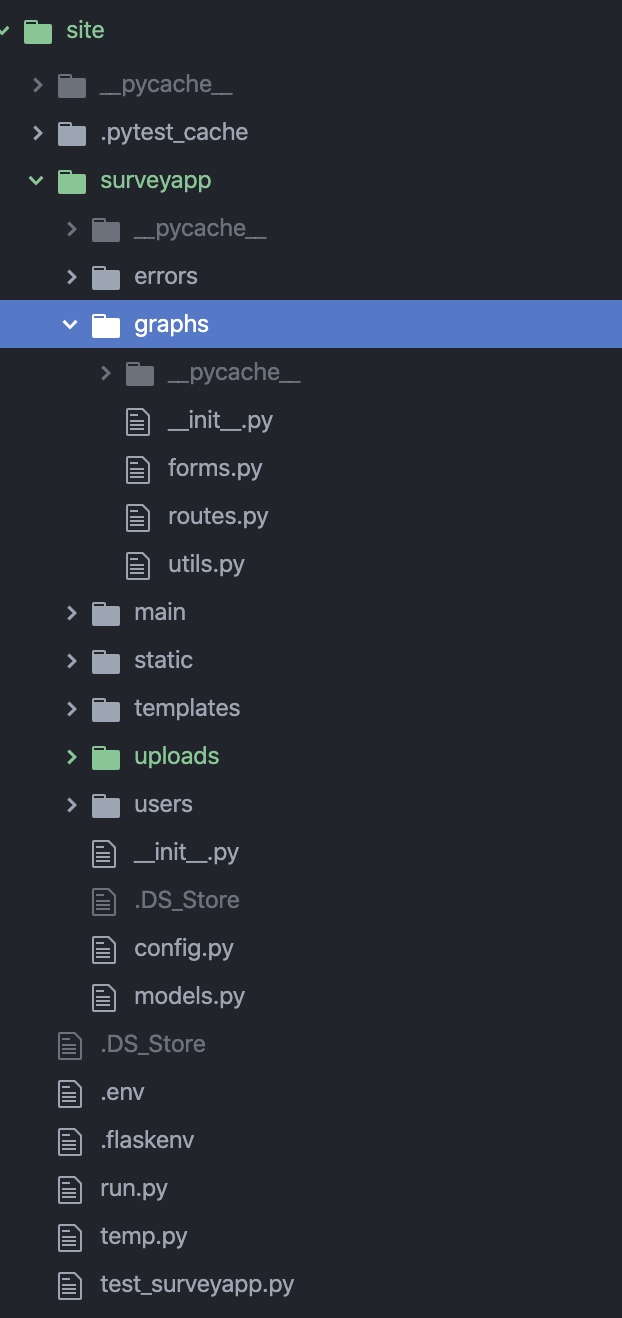 site
__pycache__
.pytest_cache
surveyapp
__pycache__
errors
graphs
__pycache__
__init__.py
forms.py
routes.py
utils.py
main
static
templates
uploads
users
__init__.py
.DS_Store
config.py
models.py
.DS_Store
.env
.flaskenv
run.py
temp.py
test_surveyapp.py